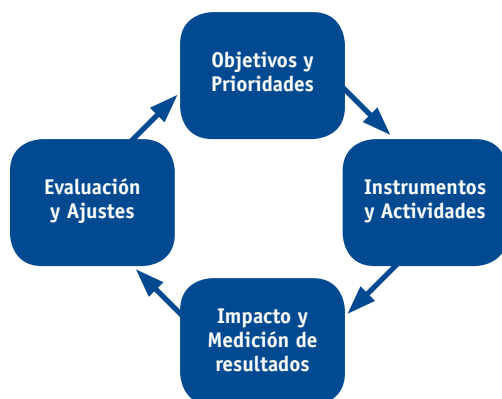 Objetivos y
Prioridades
Instrumentos
y Actividades
Impacto y
Medición de
resultados
Evaluación
y Ajustes